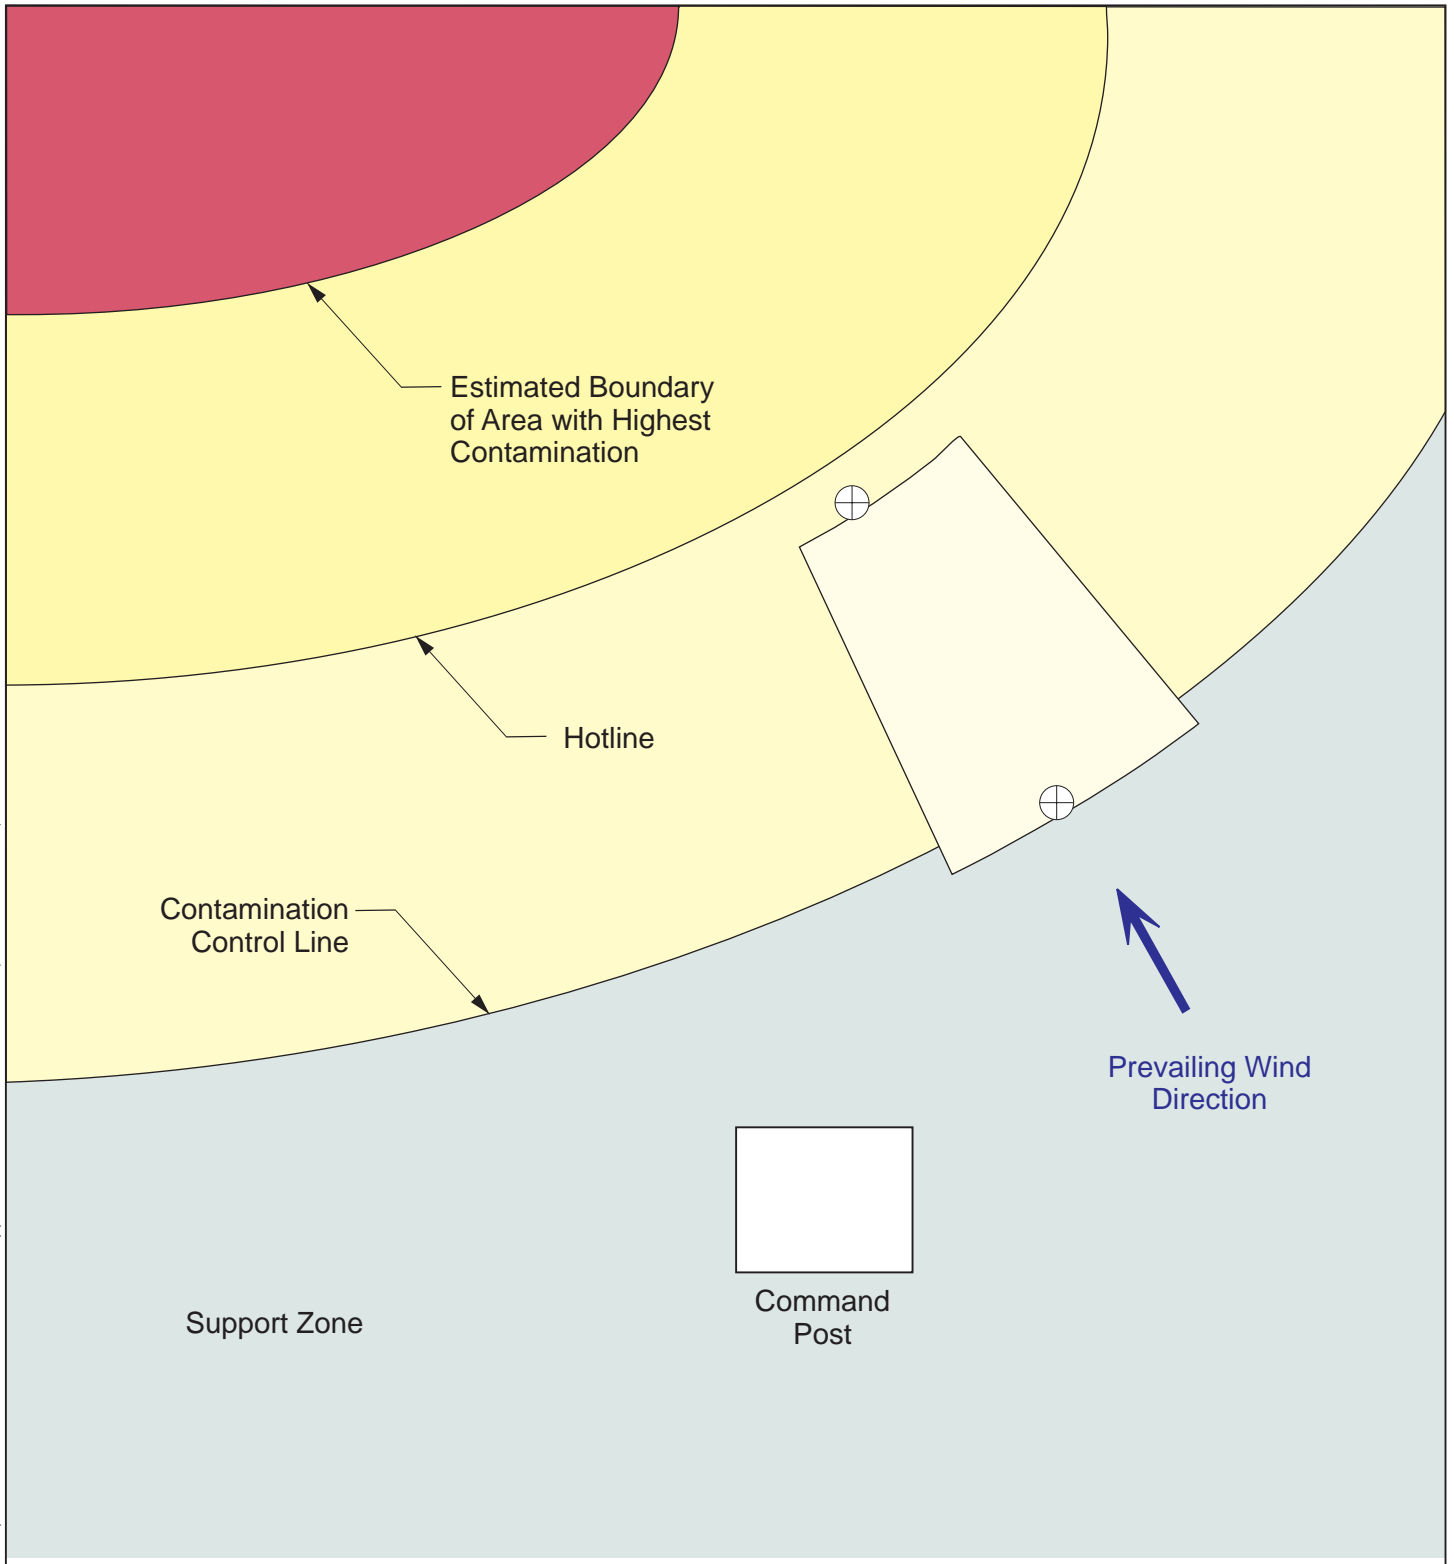 Estimated Boundary
of Area with Highest
Contamination
Hotline
Contamination
Control Line
Prevailing Wind
Direction
Command
Post
Support Zone